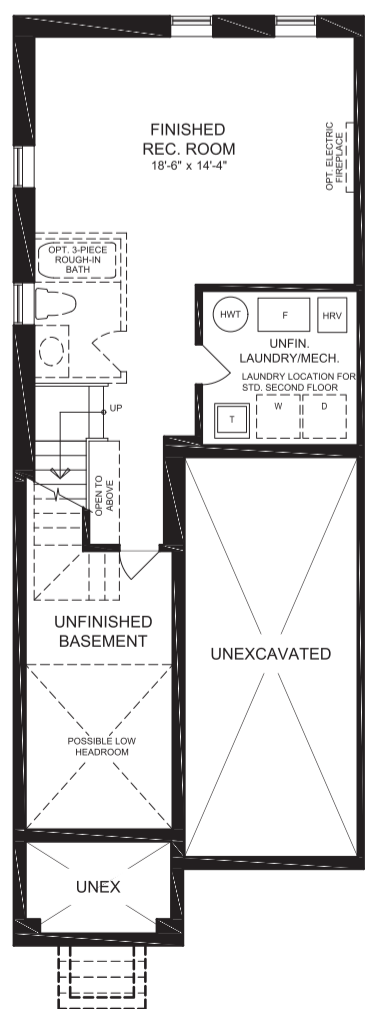 FINISHED
REC. ROOM
18'-6" x 14'-4"
OPT. ELECTRIC
FIREPLACE
OPT. 3-PIECE
ROUGH-IN
BATH
HWT
F
HRV
UNFIN.
LAUNDRY/MECH.
LAUNDRY LOCATION FOR
STD. SECOND FLOOR
T
W
D
UP
OPEN TO
ABOVE
UNFINISHED
BASEMENT
UNEXCAVATED
POSSIBLE LOW
HEADROOM
UNEX